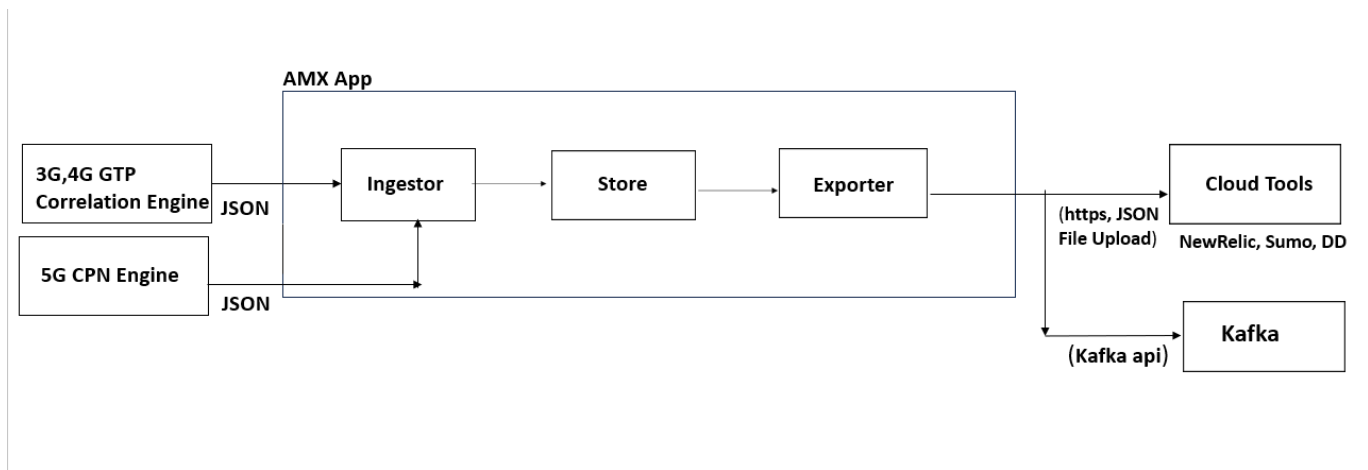 AMX App
3G,4G GTP
Correlation Engine
JSON
Ingestor
Store
Exporter
(https, JSON
File Upload)
Cloud Tools
NewRelic, Sumo, DD
5G CPN Engine
JSON
Kafka
(Kafka api)